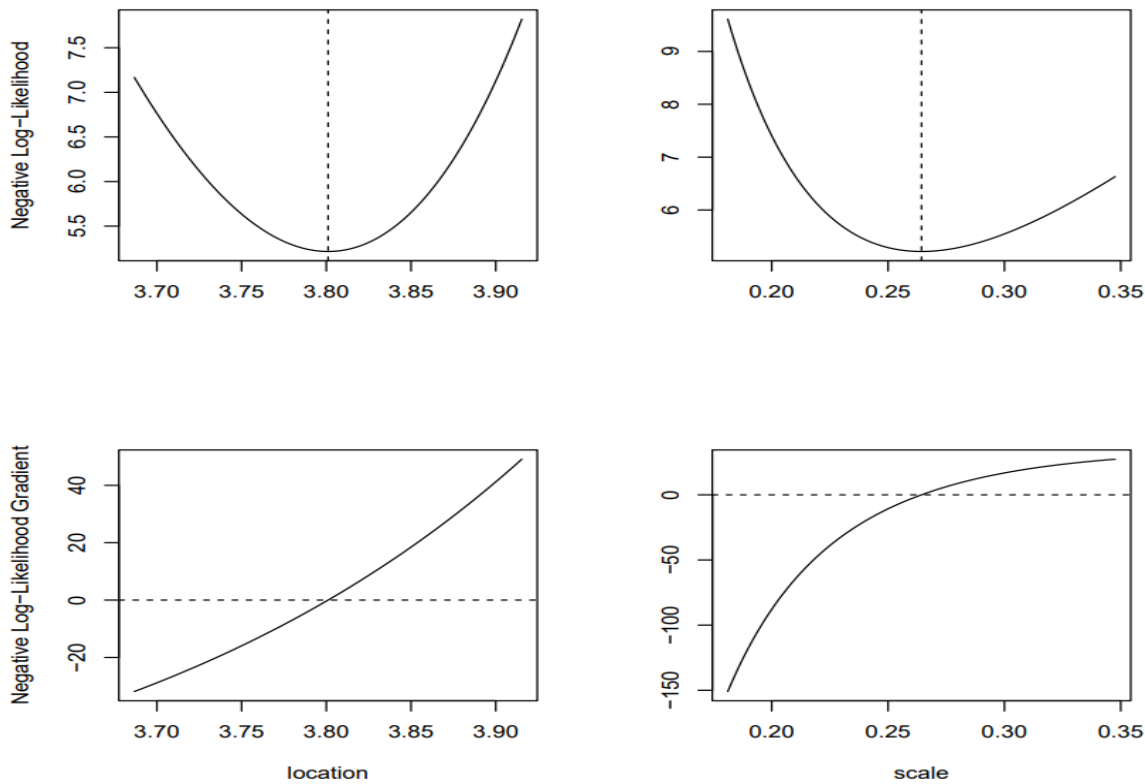 Negative Log−Likelihood
5.5 6.0 6.5 7.0 7.5
3.70 3.75 3.80 3.85 3.90
6 7 8 9
0.20 0.25 0.30 0.35
Negative Log−Likelihood Gradient
−20 0 20 40
3.70 3.75 3.80 3.85 3.90
location
−150 −100 −50 0
0.20 0.25 0.30 0.35
scale